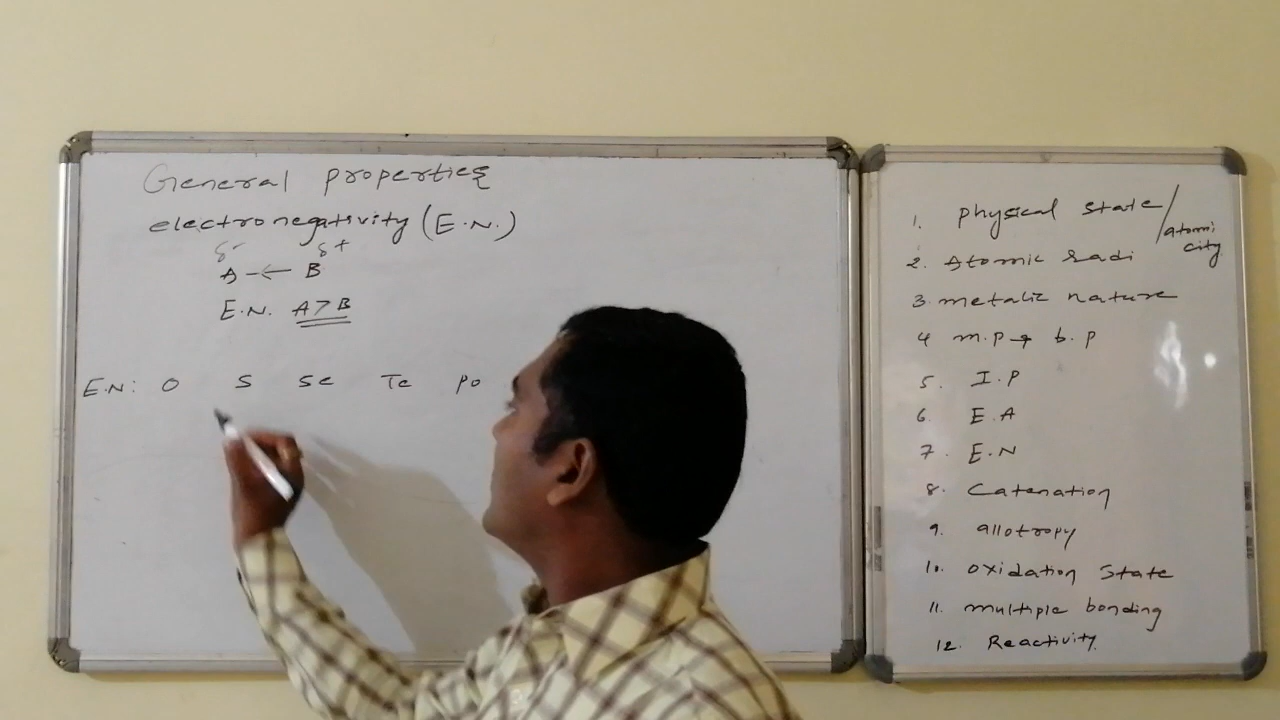 General properties
electronegativity (E.N.)
δ- δ+
A ← B
E.N. A > B
E.N: O S Se Te Po
1. physical state / atomicity
2. Atomic radi
3. metalic nature
4 m.p → b.p
5. I.P
6. E.A
7. E.N
8. Catenation
9. allotropy
10. oxidation state
11. multiple bonding
12. Reactivity